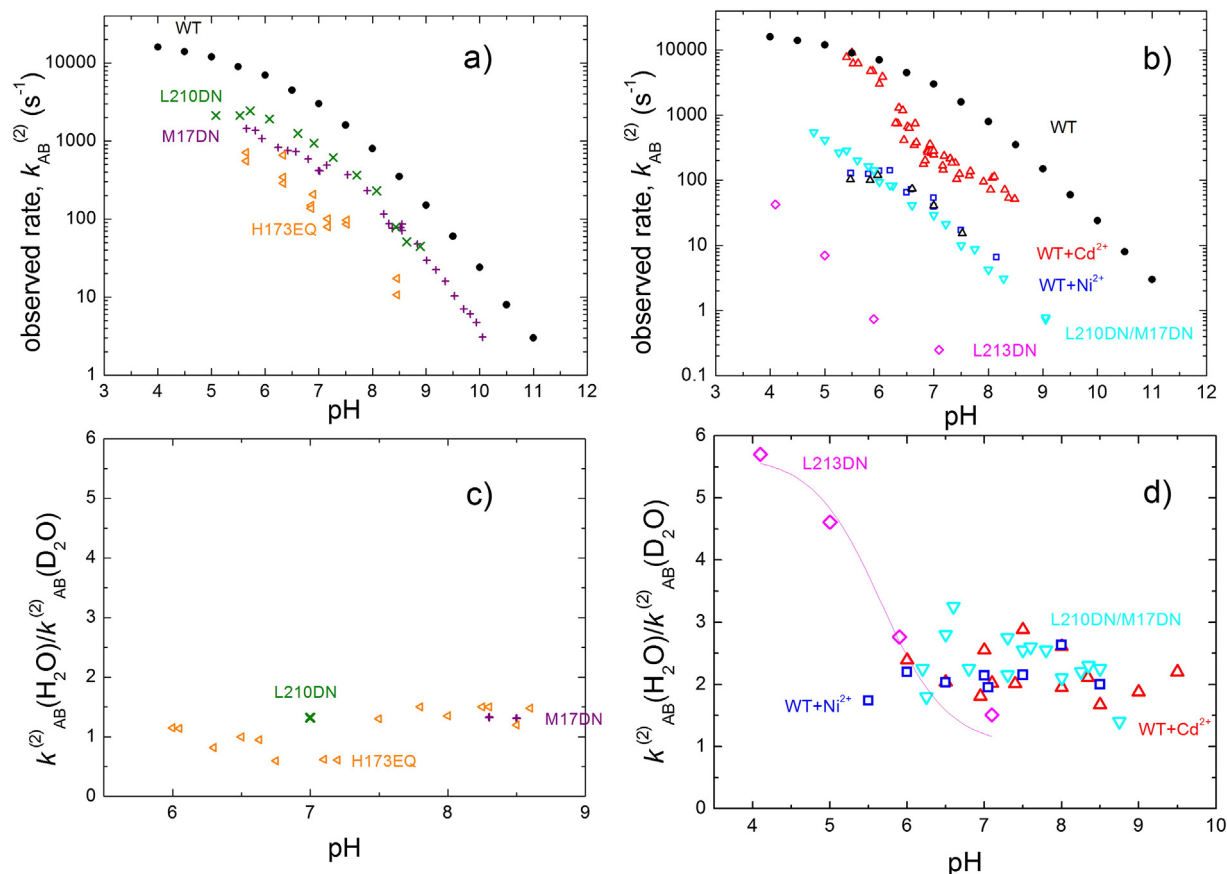 a)
WT
L210DN
M17DN
H173EQ
observed rate, k_AB^(2) (s^-1)
10000
1000
100
10
1
3 4 5 6 7 8 9 10 11 12
pH
b)
WT
WT+Cd²⁺
WT+Ni²⁺
L210DN/M17DN
L213DN
observed rate, k_AB^(2) (s^-1)
10000
1000
100
10
1
0.1
3 4 5 6 7 8 9 10 11 12
pH
c)
L210DN
M17DN
H173EQ
k^(2)_AB(H₂O)/k^(2)_AB(D₂O)
6
5
4
3
2
1
0
6 7 8 9
pH
d)
L213DN
L210DN/M17DN
WT+Ni²⁺
WT+Cd²⁺
k^(2)_AB(H₂O)/k^(2)_AB(D₂O)
6
5
4
3
2
1
0
4 5 6 7 8 9 10
pH